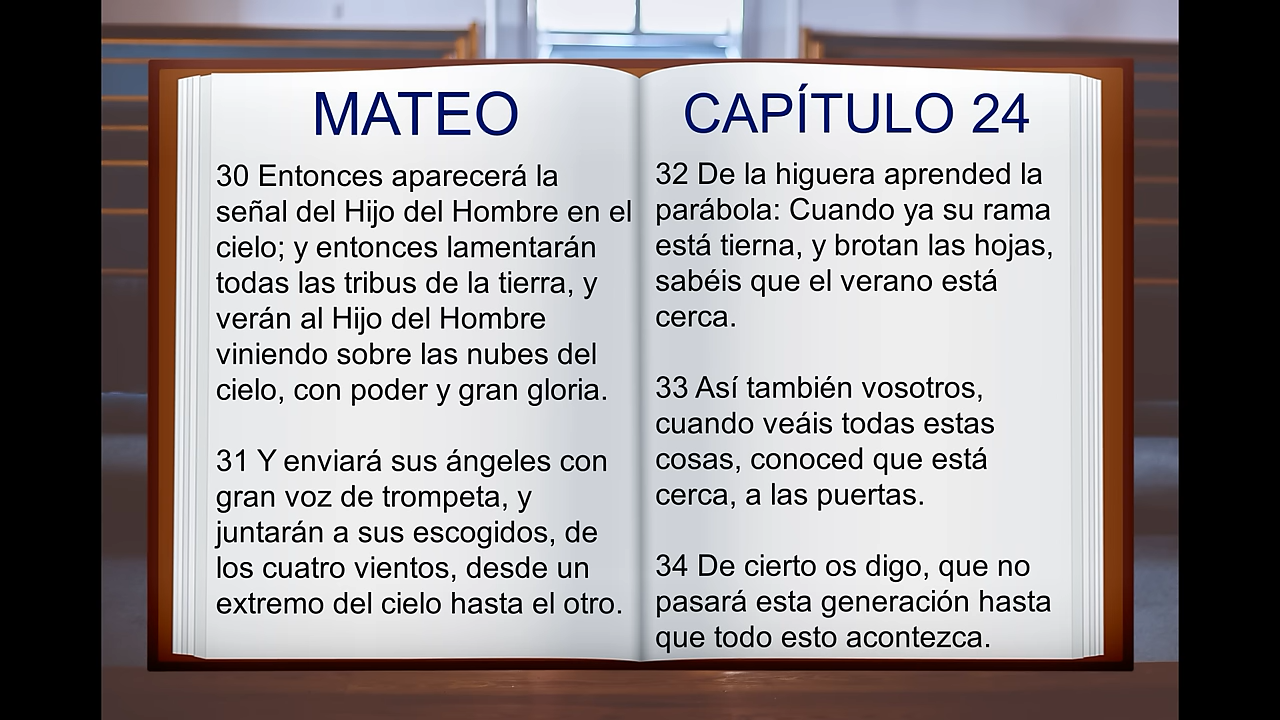 MATEO
30 Entonces aparecerá la
señal del Hijo del Hombre en el
cielo; y entonces lamentarán
todas las tribus de la tierra, y
verán al Hijo del Hombre
viniendo sobre las nubes del
cielo, con poder y gran gloria.
31 Y enviará sus ángeles con
gran voz de trompeta, y
juntarán a sus escogidos, de
los cuatro vientos, desde un
extremo del cielo hasta el otro.
CAPÍTULO 24
32 De la higuera aprended la
parábola: Cuando ya su rama
está tierna, y brotan las hojas,
sabéis que el verano está
cerca.
33 Así también vosotros,
cuando veáis todas estas
cosas, conoced que está
cerca, a las puertas.
34 De cierto os digo, que no
pasará esta generación hasta
que todo esto acontezca.